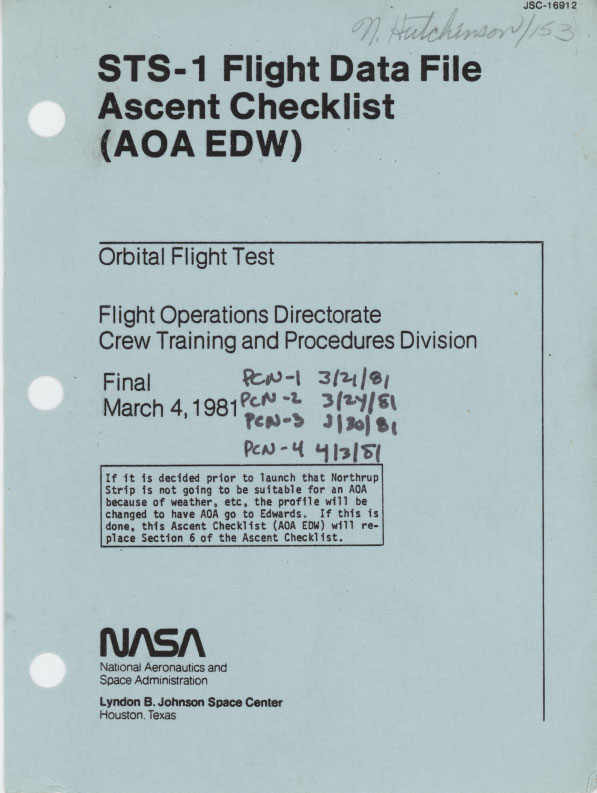 JSC-16912
N. Hutchinson/153
STS-1 Flight Data File
Ascent Checklist
(AOA EDW)
Orbital Flight Test
Flight Operations Directorate
Crew Training and Procedures Division
Final
March 4, 1981
PCN-1 3/21/81
PCN-2 3/24/81
PCN-3 3/30/81
PCN-4 4/3/81
If it is decided prior to launch that Northrup
Strip is not going to be suitable for an AOA
because of weather, etc, the profile will be
changed to have AOA go to Edwards. If this is
done, this Ascent Checklist (AOA EDW) will re-
place Section 6 of the Ascent Checklist.
NASA
National Aeronautics and
Space Administration
Lyndon B. Johnson Space Center
Houston, Texas